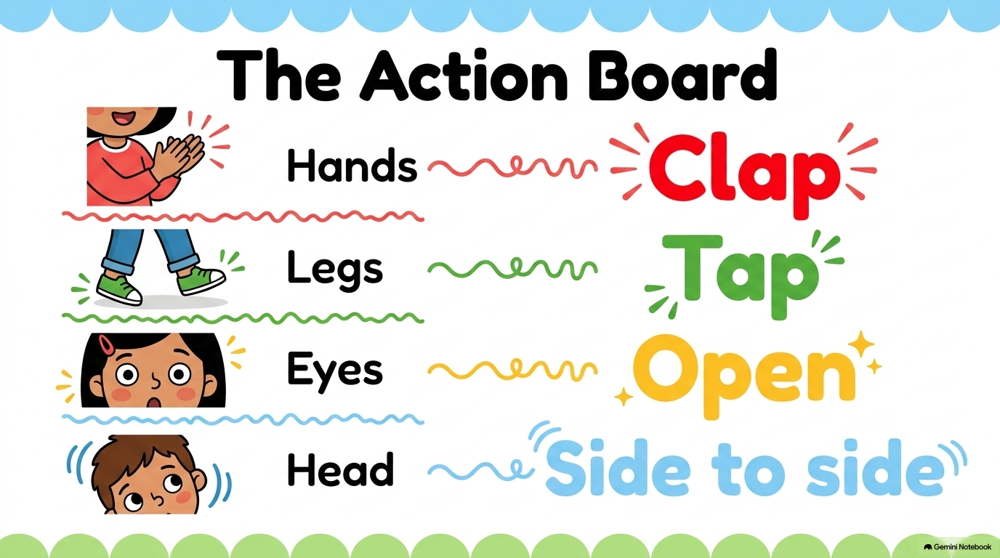 The Action Board
Hands Clap
Legs Tap
Eyes Open
Head Side to side
Gemini Notebook